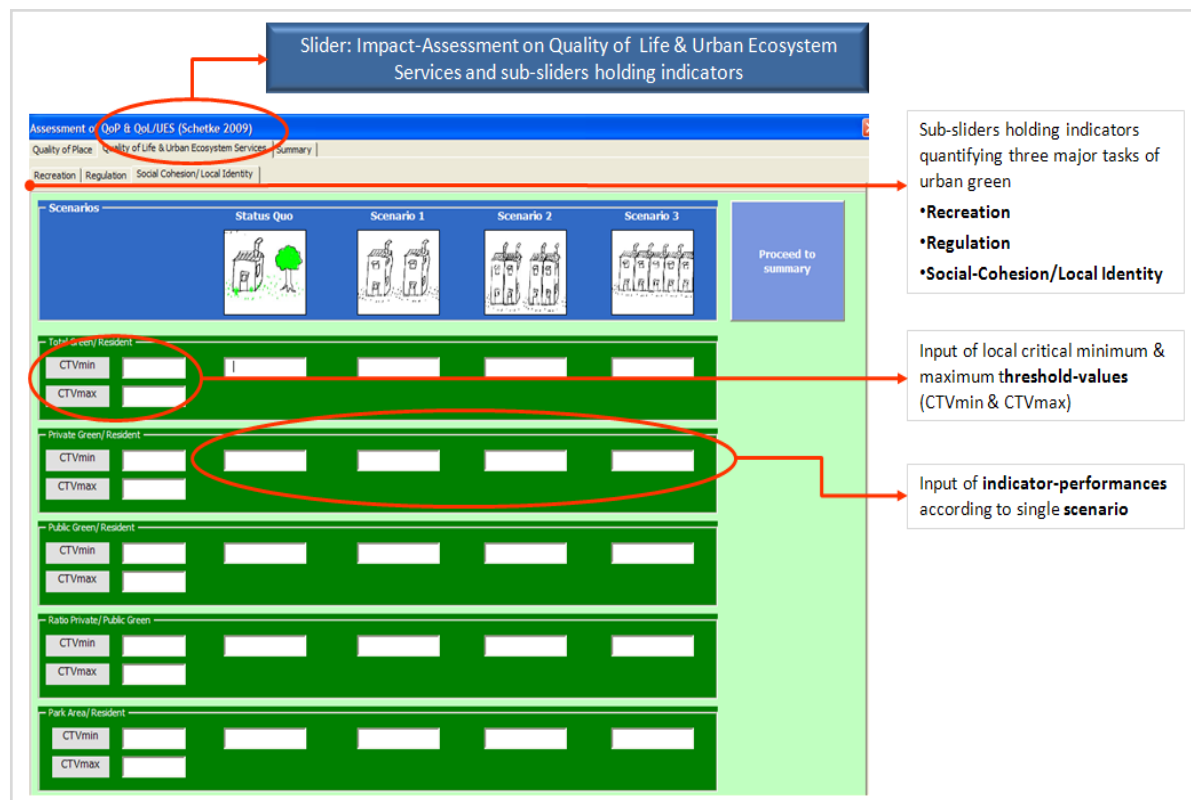 Slider: Impact-Assessment on Quality of Life & Urban Ecosystem
Services and sub-sliders holding indicators
Assessment of QoP & QoL/UES (Schetke 2009)
Quality of Place Quality of Life & Urban Ecosystem Services Summary
Recreation Regulation Social Cohesion/ Local Identity
Scenarios
Status Quo Scenario 1 Scenario 2 Scenario 3
Proceed to
summary
Total Green/ Resident
CTVmin
CTVmax
Private Green/ Resident
CTVmin
CTVmax
Public Green/ Resident
CTVmin
CTVmax
Ratio Private/ Public Green
CTVmin
CTVmax
Park Area/ Resident
CTVmin
CTVmax
Sub-sliders holding indicators
quantifying three major tasks of
urban green
•Recreation
•Regulation
•Social-Cohesion/Local Identity
Input of local critical minimum &
maximum threshold-values
(CTVmin & CTVmax)
Input of indicator-performances
according to single scenario